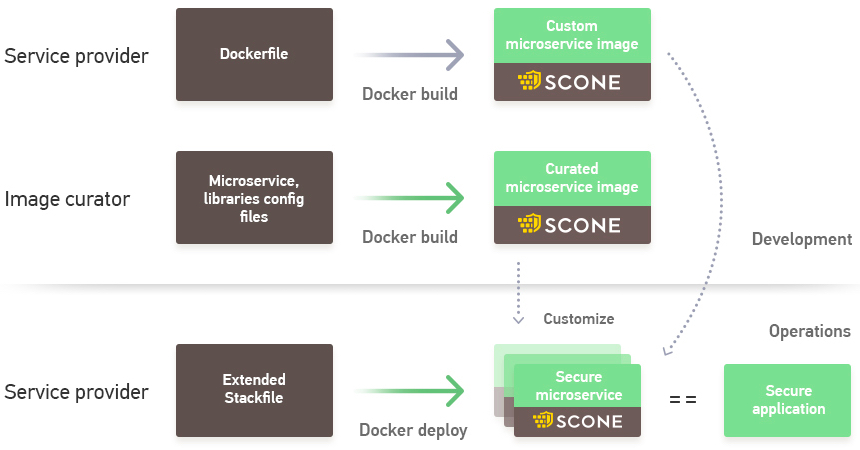 Service provider
Dockerfile
Docker build
Custom
microservice image
SCONE
Image curator
Microservice,
libraries config
files
Docker build
Curated
microservice image
SCONE
Development
Customize
Operations
Service provider
Extended
Stackfile
Docker deploy
Secure
microservice
SCONE
==
Secure
application